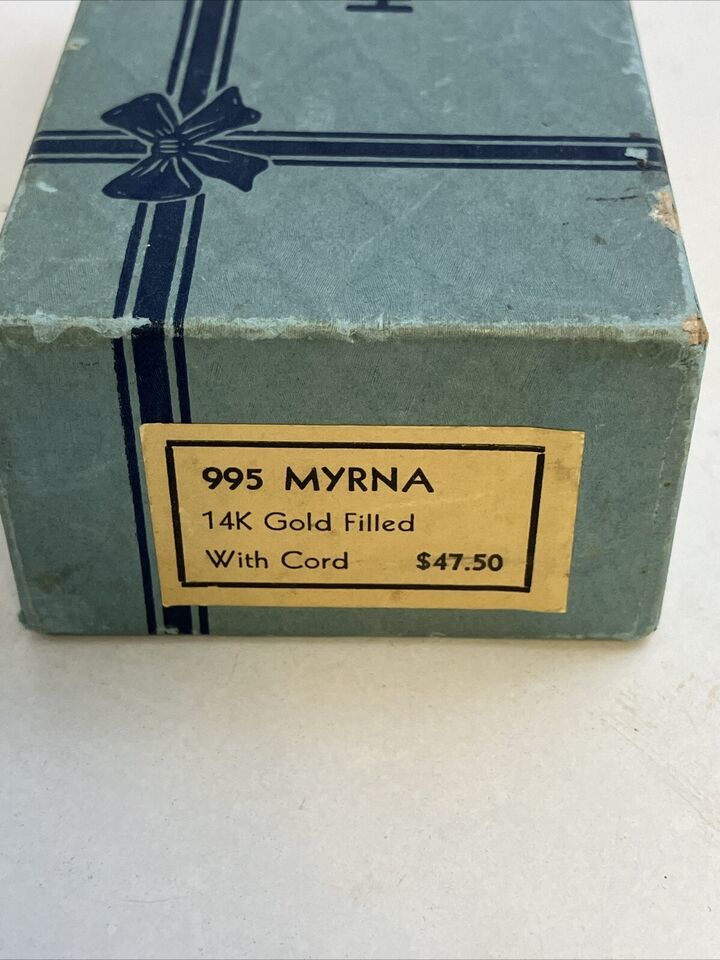 995 MYRNA
14K Gold Filled
With Cord $47.50